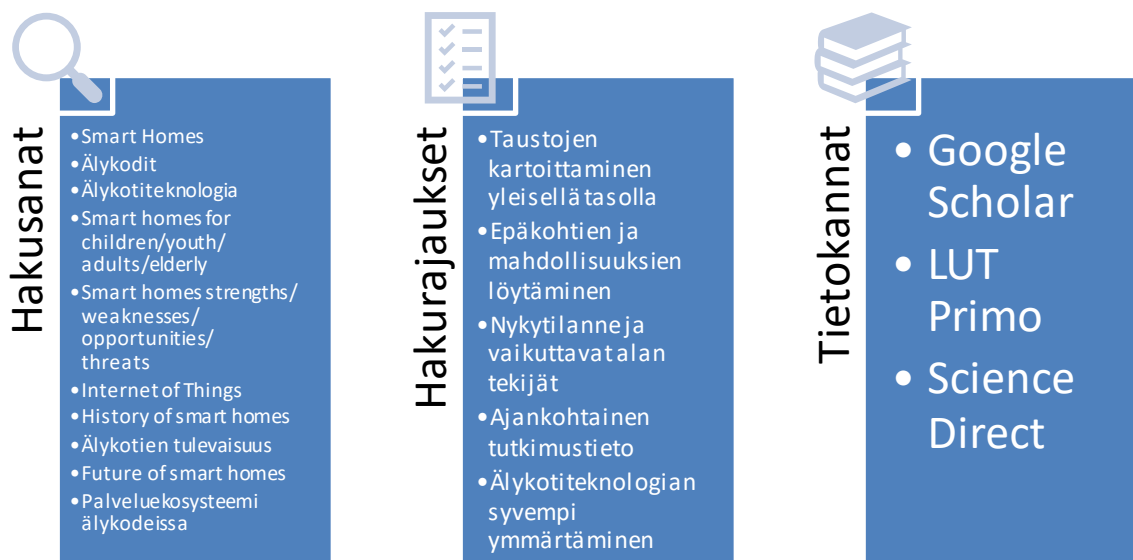 Hakusanat
•Smart Homes
•Älykodit
•Älykotiteknologia
•Smart homes for
children/youth/
adults/elderly
•Smart homes strengths/
weaknesses/
opportunities/
threats
•Internet of Things
•History of smart homes
•Älykotien tulevaisuus
•Future of smart homes
•Palveluekosysteemi
älykodeissa
Hakurajaukset
•Taustojen
kartoittaminen
yleisellä tasolla
•Epäkohtien ja
mahdollisuuksien
löytäminen
•Nykytilanne ja
vaikuttavat alan
tekijät
•Ajankohtainen
tutkimustieto
•Älykotiteknologian
syvempi
ymmärtäminen
Tietokannat
• Google
Scholar
• LUT
Primo
• Science
Direct